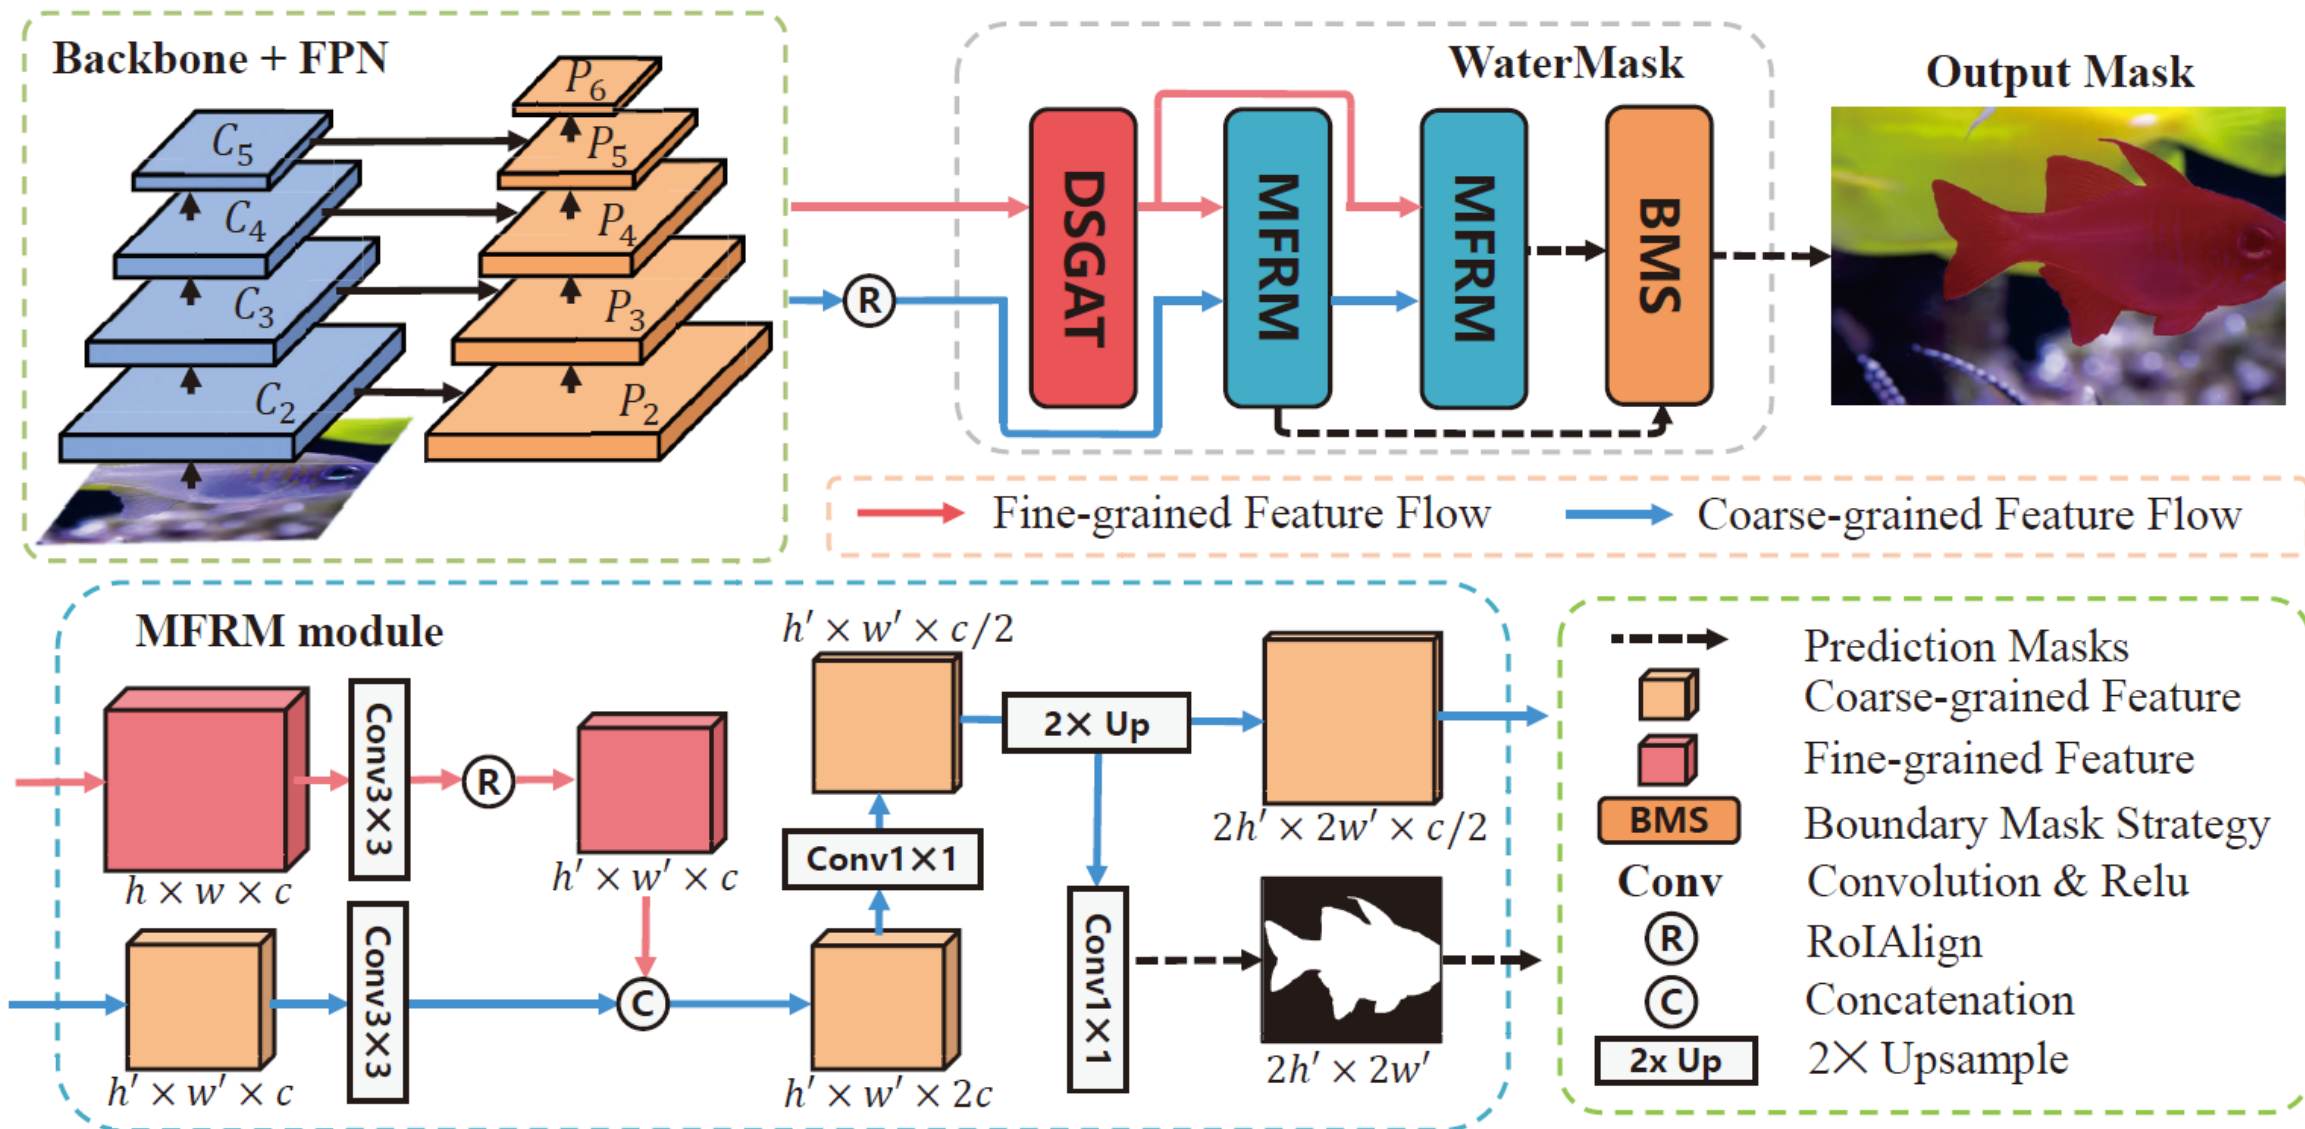 Backbone + FPN
C₅
C₄
C₃
C₂
P₆
P₅
P₄
P₃
P₂
R
WaterMask
DSGAT
MFRM
MFRM
BMS
Output Mask
Fine-grained Feature Flow
Coarse-grained Feature Flow
MFRM module
h × w × c
Conv3×3
R
h′ × w′ × c
h′ × w′ × c
Conv3×3
C
h′ × w′ × 2c
Conv1×1
h′ × w′ × c/2
2× Up
2h′ × 2w′ × c/2
Conv1×1
2h′ × 2w′
Prediction Masks
Coarse-grained Feature
Fine-grained Feature
BMS Boundary Mask Strategy
Conv Convolution & Relu
R RoIAlign
C Concatenation
2x Up 2× Upsample